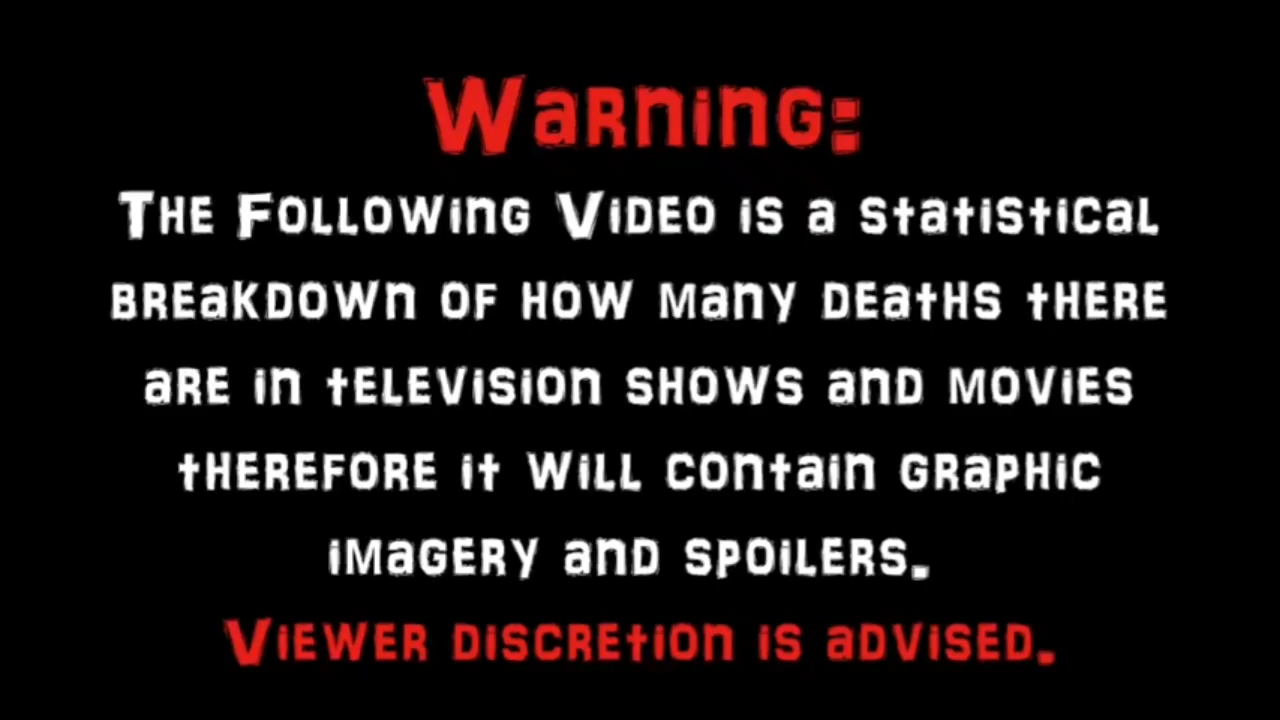 Warning:
The Following Video is a statistical
breakdown of how many deaths there
are in television shows and movies
therefore it will contain graphic
imagery and spoilers.
Viewer discretion is advised.